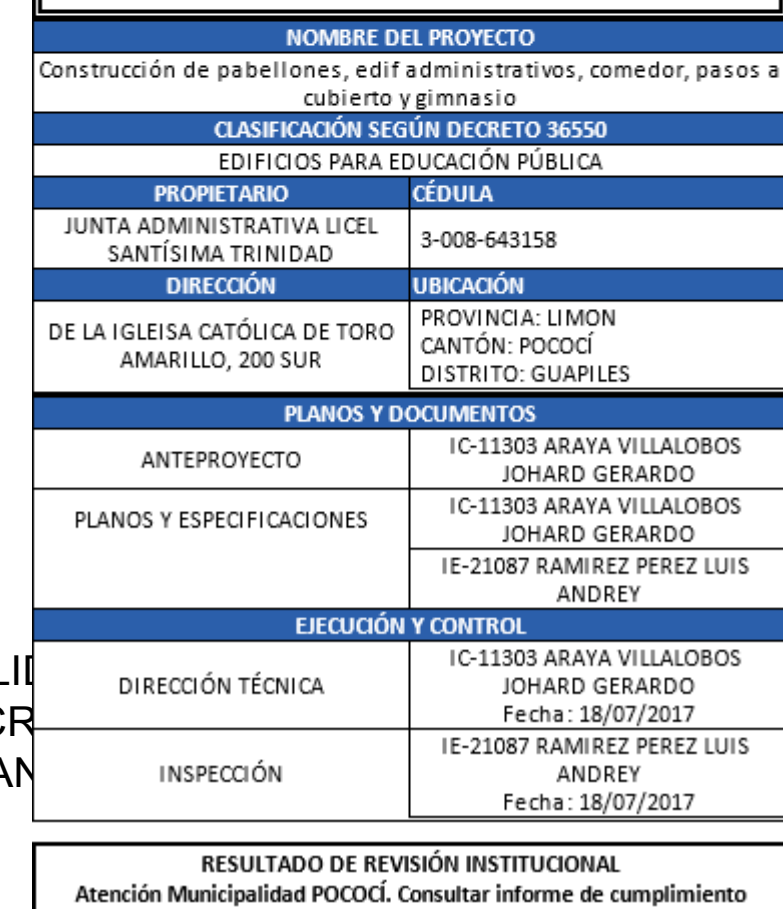 NOMBRE DEL PROYECTO
Construcción de pabellones, edif administrativos, comedor, pasos a
cubierto y gimnasio
CLASIFICACIÓN SEGÚN DECRETO 36550
EDIFICIOS PARA EDUCACIÓN PÚBLICA
PROPIETARIO
CÉDULA
JUNTA ADMINISTRATIVA LICEL
SANTÍSIMA TRINIDAD
3-008-643158
DIRECCIÓN
UBICACIÓN
DE LA IGLEISA CATÓLICA DE TORO
AMARILLO, 200 SUR
PROVINCIA: LIMON
CANTÓN: POCOCÍ
DISTRITO: GUAPILES
PLANOS Y DOCUMENTOS
ANTEPROYECTO
IC-11303 ARAYA VILLALOBOS
JOHARD GERARDO
PLANOS Y ESPECIFICACIONES
IC-11303 ARAYA VILLALOBOS
JOHARD GERARDO
IE-21087 RAMIREZ PEREZ LUIS
ANDREY
EJECUCIÓN Y CONTROL
DIRECCIÓN TÉCNICA
IC-11303 ARAYA VILLALOBOS
JOHARD GERARDO
Fecha: 18/07/2017
INSPECCIÓN
IE-21087 RAMIREZ PEREZ LUIS
ANDREY
Fecha: 18/07/2017
RESULTADO DE REVISIÓN INSTITUCIONAL
Atención Municipalidad POCOCÍ. Consultar informe de cumplimiento